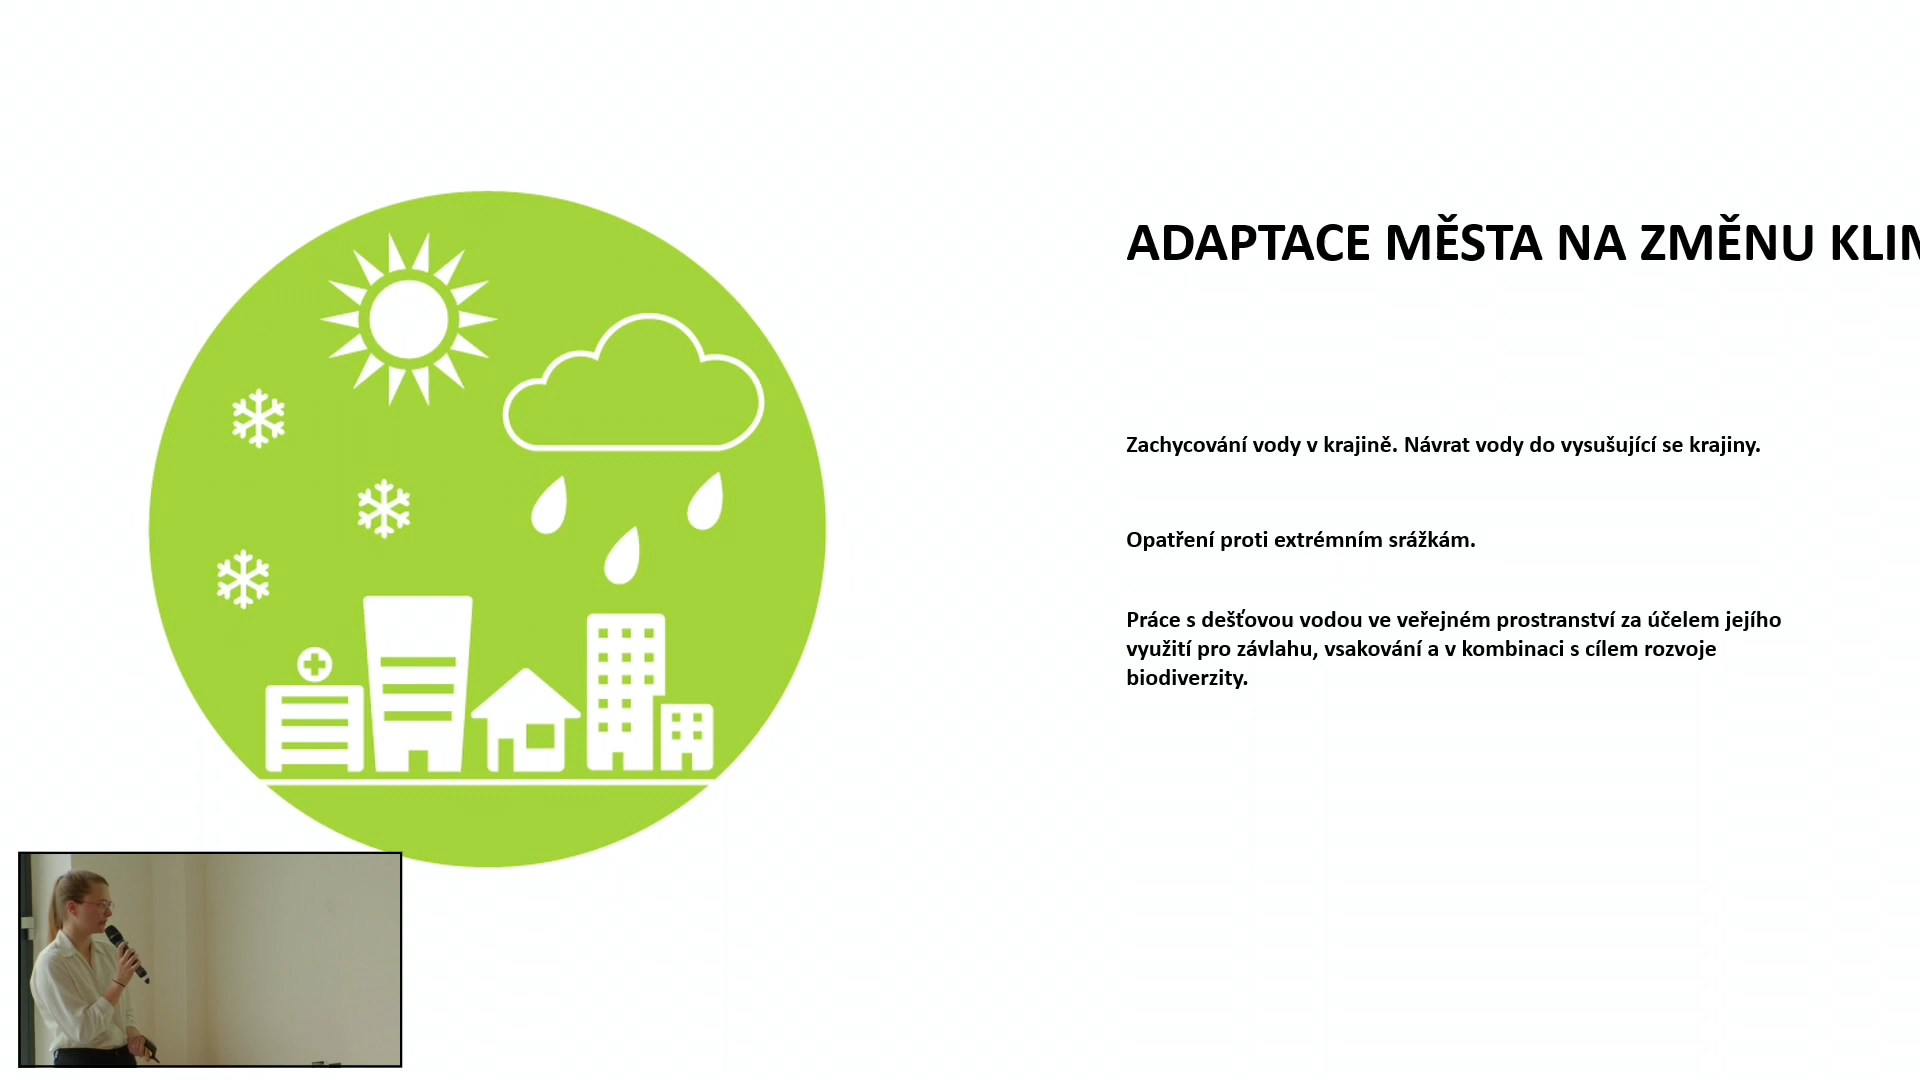 ADAPTACE MĚSTA NA ZMĚNU KLIM
Zachycování vody v krajině. Návrat vody do vysušující se krajiny.
Opatření proti extrémním srážkám.
Práce s dešťovou vodou ve veřejném prostranství za účelem jejího
využití pro závlahu, vsakování a v kombinaci s cílem rozvoje
biodiverzity.